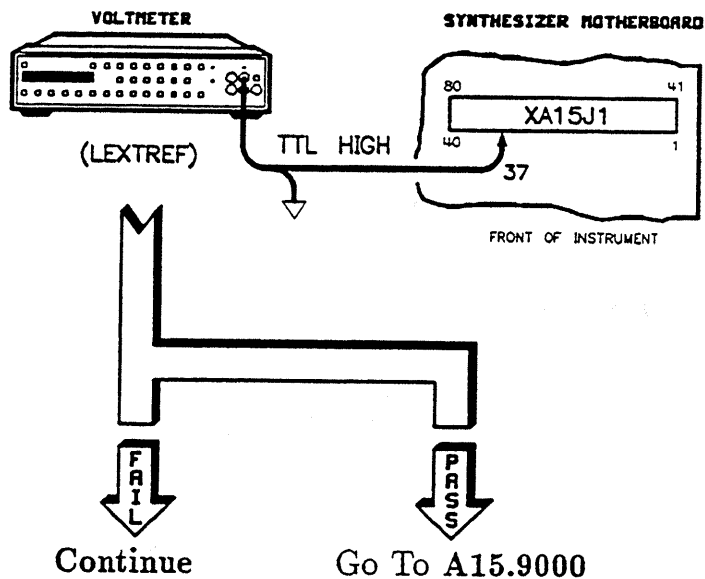 VOLTMETER
SYNTHESIZER MOTHERBOARD
80
41
XA15J1
40
1
(LEXTREF)
TTL HIGH
37
FRONT OF INSTRUMENT
FAIL
PASS
Continue
Go To A15.9000